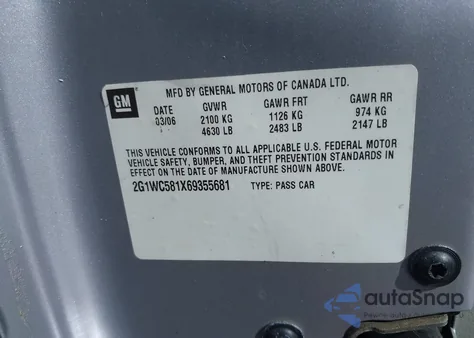 GM
MFD BY GENERAL MOTORS OF CANADA LTD.
DATE GVWR GAWR FRT GAWR RR
03/06 2100 KG 1126 KG 974 KG
4630 LB 2483 LB 2147 LB
THIS VEHICLE CONFORMS TO ALL APPLICABLE U.S. FEDERAL MOTOR
VEHICLE SAFETY, BUMPER, AND THEFT PREVENTION STANDARDS IN
EFFECT ON THE DATE OF MANUFACTURE SHOWN ABOVE.
2G1WC581X69355681 TYPE: PASS CAR
autoSnap